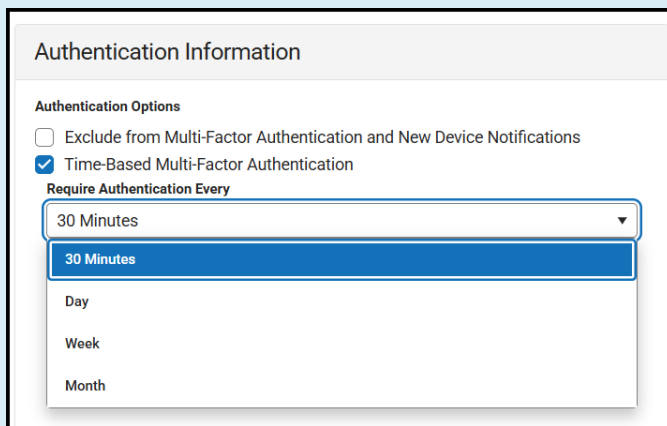 Authentication Information
Authentication Options
Exclude from Multi-Factor Authentication and New Device Notifications
Time-Based Multi-Factor Authentication
Require Authentication Every
30 Minutes
30 Minutes
Day
Week
Month